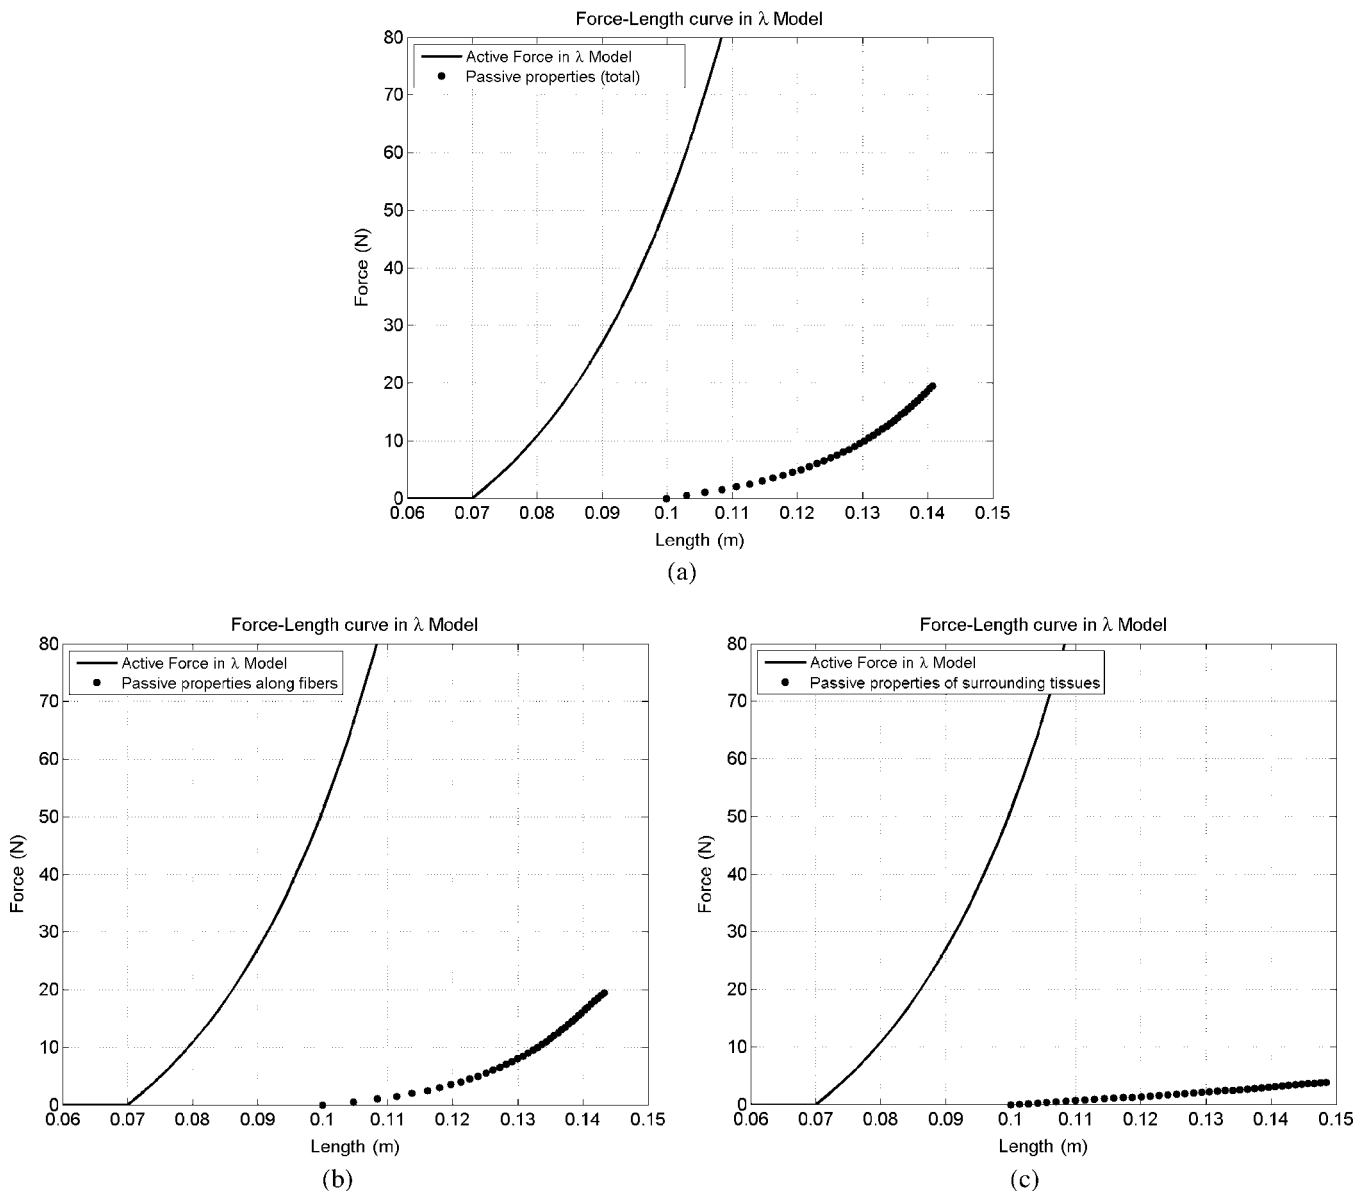 Force-Length curve in λ Model
Active Force in λ Model
Passive properties (total)
80
70
60
50
40
30
20
10
0
Force (N)
0.06 0.07 0.08 0.09 0.1 0.11 0.12 0.13 0.14 0.15
Length (m)
(a)
Force-Length curve in λ Model
Active Force in λ Model
Passive properties along fibers
80
70
60
50
40
30
20
10
0
Force (N)
0.06 0.07 0.08 0.09 0.1 0.11 0.12 0.13 0.14 0.15
Length (m)
(b)
Force-Length curve in λ Model
Active Force in λ Model
Passive properties of surrounding tissues
80
70
60
50
40
30
20
10
0
Force (N)
0.06 0.07 0.08 0.09 0.1 0.11 0.12 0.13 0.14 0.15
Length (m)
(c)